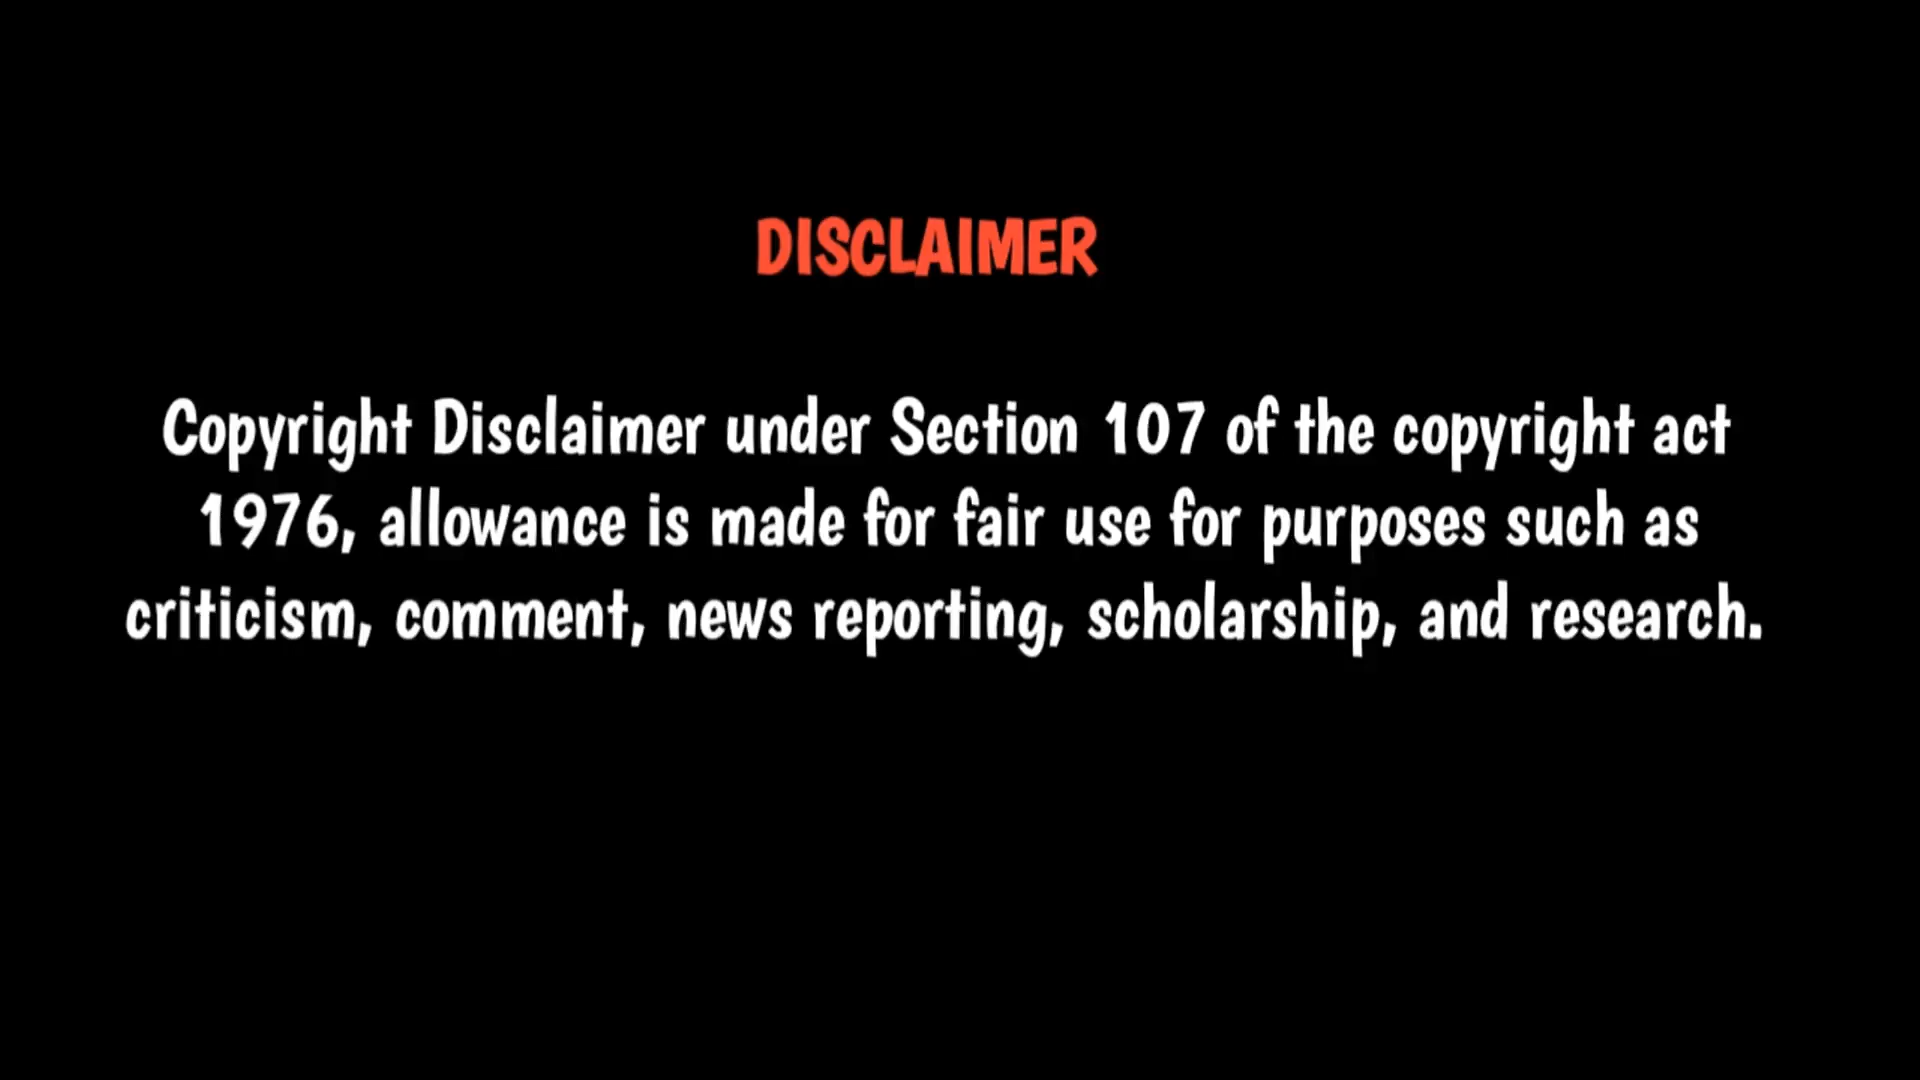 DISCLAIMER
Copyright Disclaimer under Section 107 of the copyright act
1976, allowance is made for fair use for purposes such as
criticism, comment, news reporting, scholarship, and research.